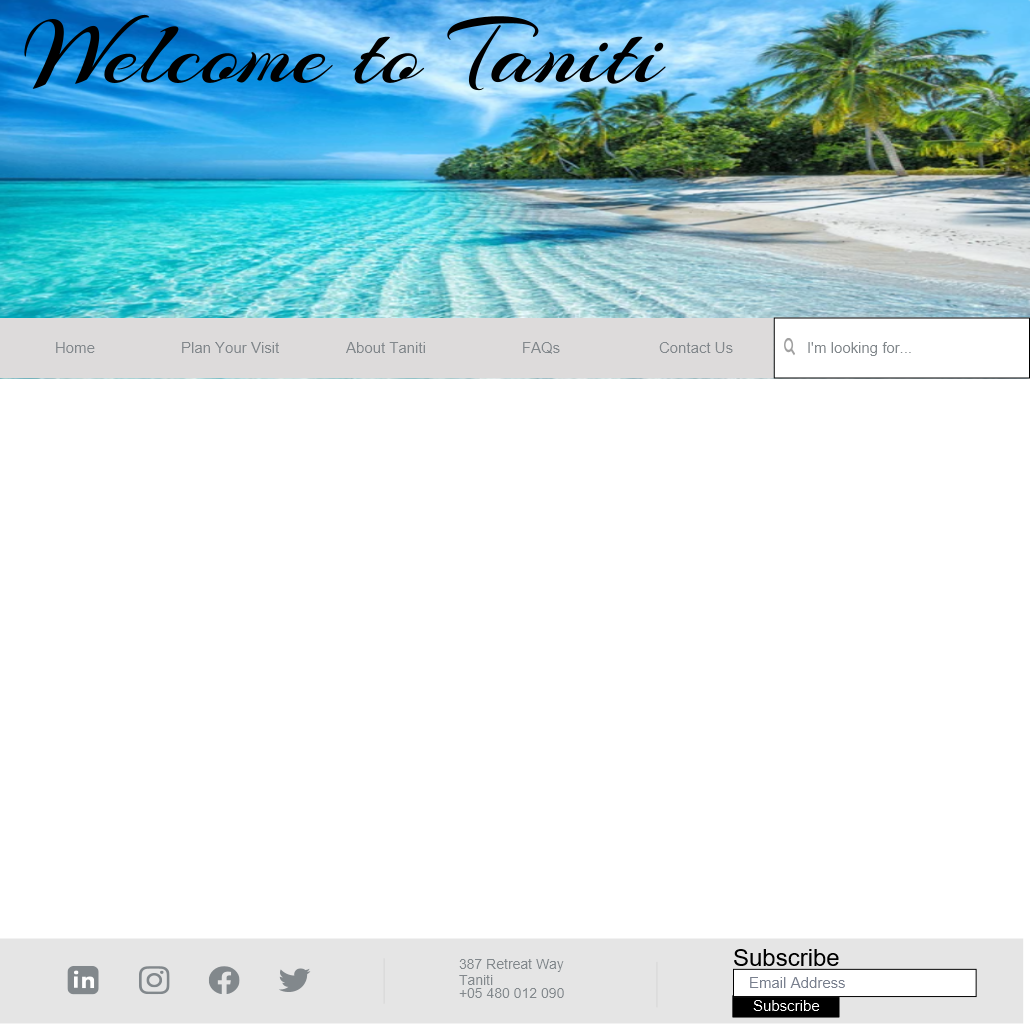 Welcome to Taniti
Home
Plan Your Visit
About Taniti
FAQs
Contact Us
I'm looking for...
in
387 Retreat Way
Taniti
+05 480 012 090
Subscribe
Email Address
Subscribe